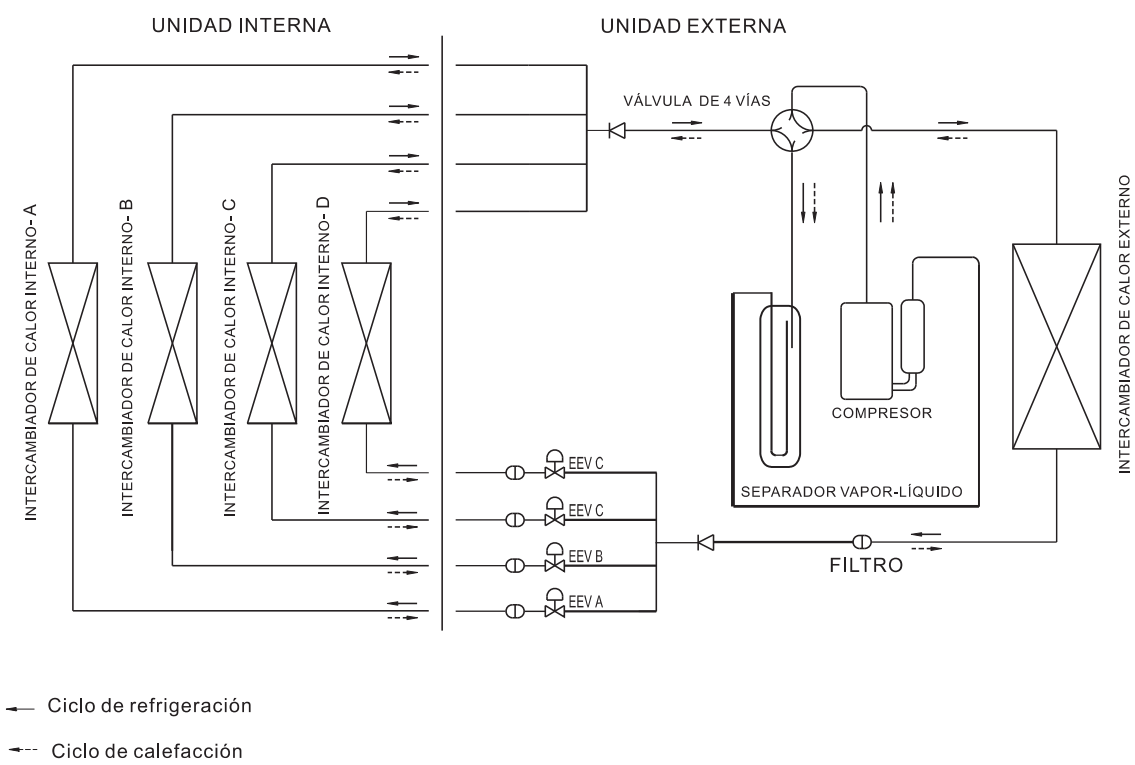 UNIDAD INTERNA
UNIDAD EXTERNA
VÁLVULA DE 4 VÍAS
INTERCAMBIADOR DE CALOR INTERNO- A
INTERCAMBIADOR DE CALOR INTERNO- B
INTERCAMBIADOR DE CALOR INTERNO- C
INTERCAMBIADOR DE CALOR INTERNO- D
INTERCAMBIADOR DE CALOR EXTERNO
COMPRESOR
EEV C
SEPARADOR VAPOR-LÍQUIDO
EEV C
EEV B
FILTRO
EEV A
Ciclo de refrigeración
Ciclo de calefacción